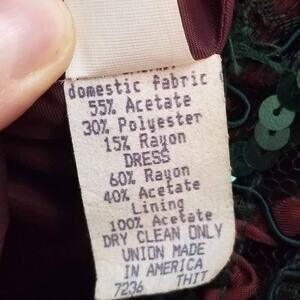 domestic fabric
55% Acetate
30% Polyester
15% Rayon
DRESS
60% Rayon
40% Acetate
Lining
100% Acetate
DRY CLEAN ONLY
UNION MADE
IN AMERICA
7236 THIT